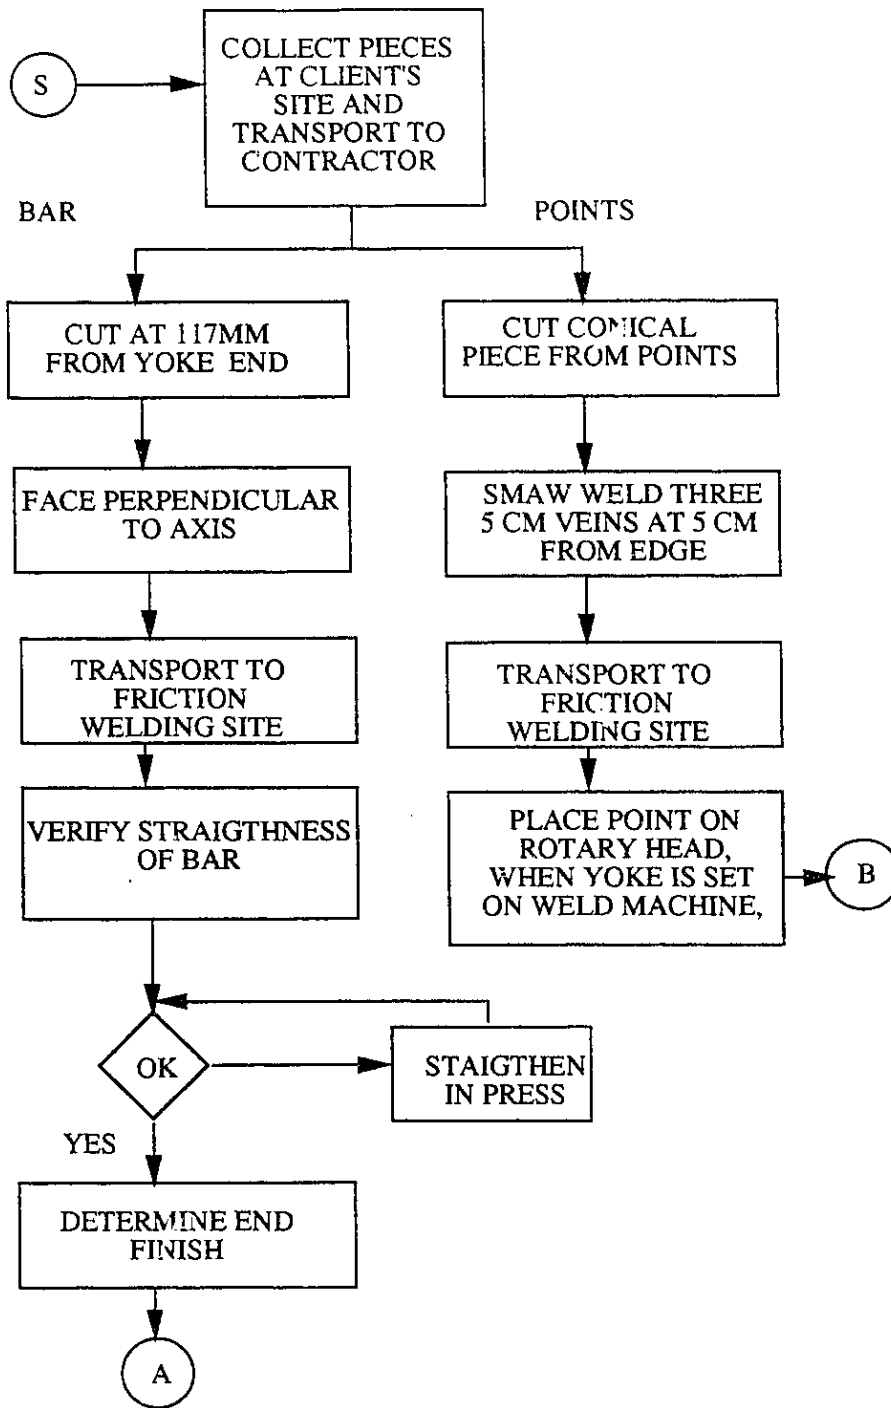 S
COLLECT PIECES
AT CLIENT'S
SITE AND
TRANSPORT TO
CONTRACTOR
BAR
POINTS
CUT AT 117MM
FROM YOKE END
FACE PERPENDICULAR
TO AXIS
TRANSPORT TO
FRICTION
WELDING SITE
VERIFY STRAIGTHNESS
OF BAR
OK
STAIGTHEN
IN PRESS
YES
DETERMINE END
FINISH
A
CUT CONICAL
PIECE FROM POINTS
SMAW WELD THREE
5 CM VEINS AT 5 CM
FROM EDGE
TRANSPORT TO
FRICTION
WELDING SITE
PLACE POINT ON
ROTARY HEAD,
WHEN YOKE IS SET
ON WELD MACHINE,
B